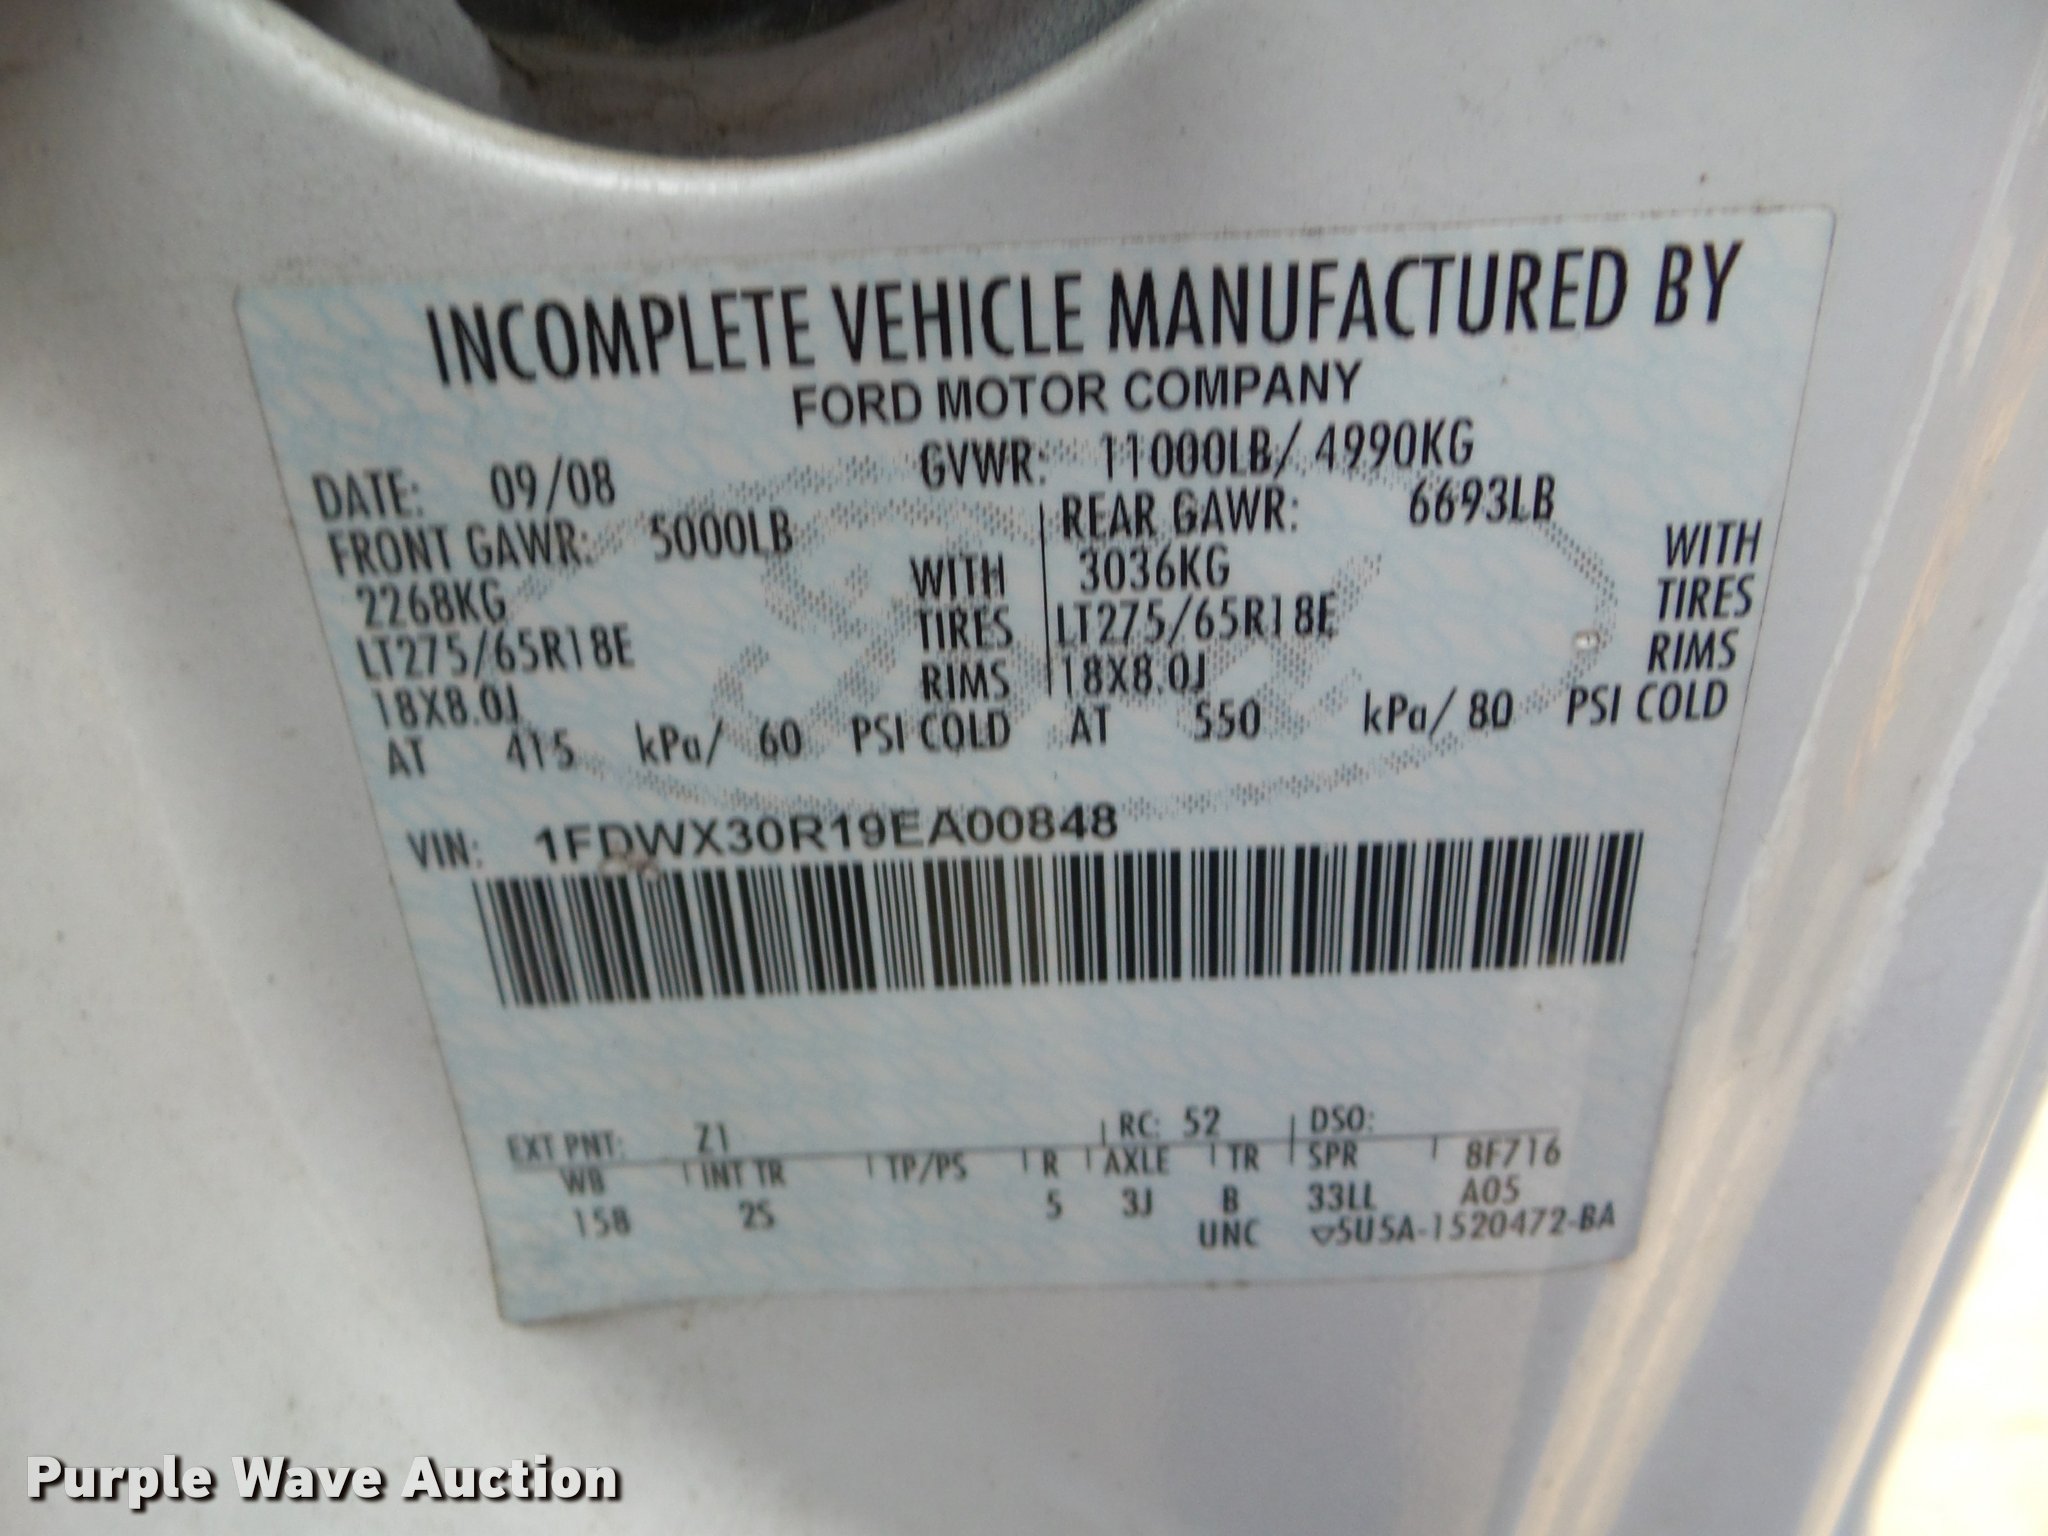 INCOMPLETE VEHICLE MANUFACTURED BY
FORD MOTOR COMPANY
DATE: 09/08 GVWR: 11000LB/ 4990KG
FRONT GAWR: 5000LB REAR GAWR: 6693LB
2268KG WITH 3036KG WITH
LT275/65R18E TIRES LT275/65R18E TIRES
18X8.0J RIMS 18X8.0J RIMS
AT 415 kPa/ 60 PSI COLD AT 550 kPa/ 80 PSI COLD
VIN: 1FDWX30R19EA00848
EXT PNT: Z1 RC: 52 DSO:
WB INT TR TP/PS R AXLE TR SPR 8F716
158 2S 5 3J B 33LL A05
UNC ▽5U5A-1520472-BA
Purple Wave Auction